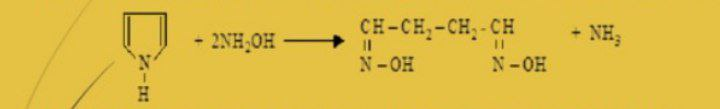 CH-CH₂-CH₂-CH
+ 2NH₂OH → + NH₃
N N-OH N-OH
H